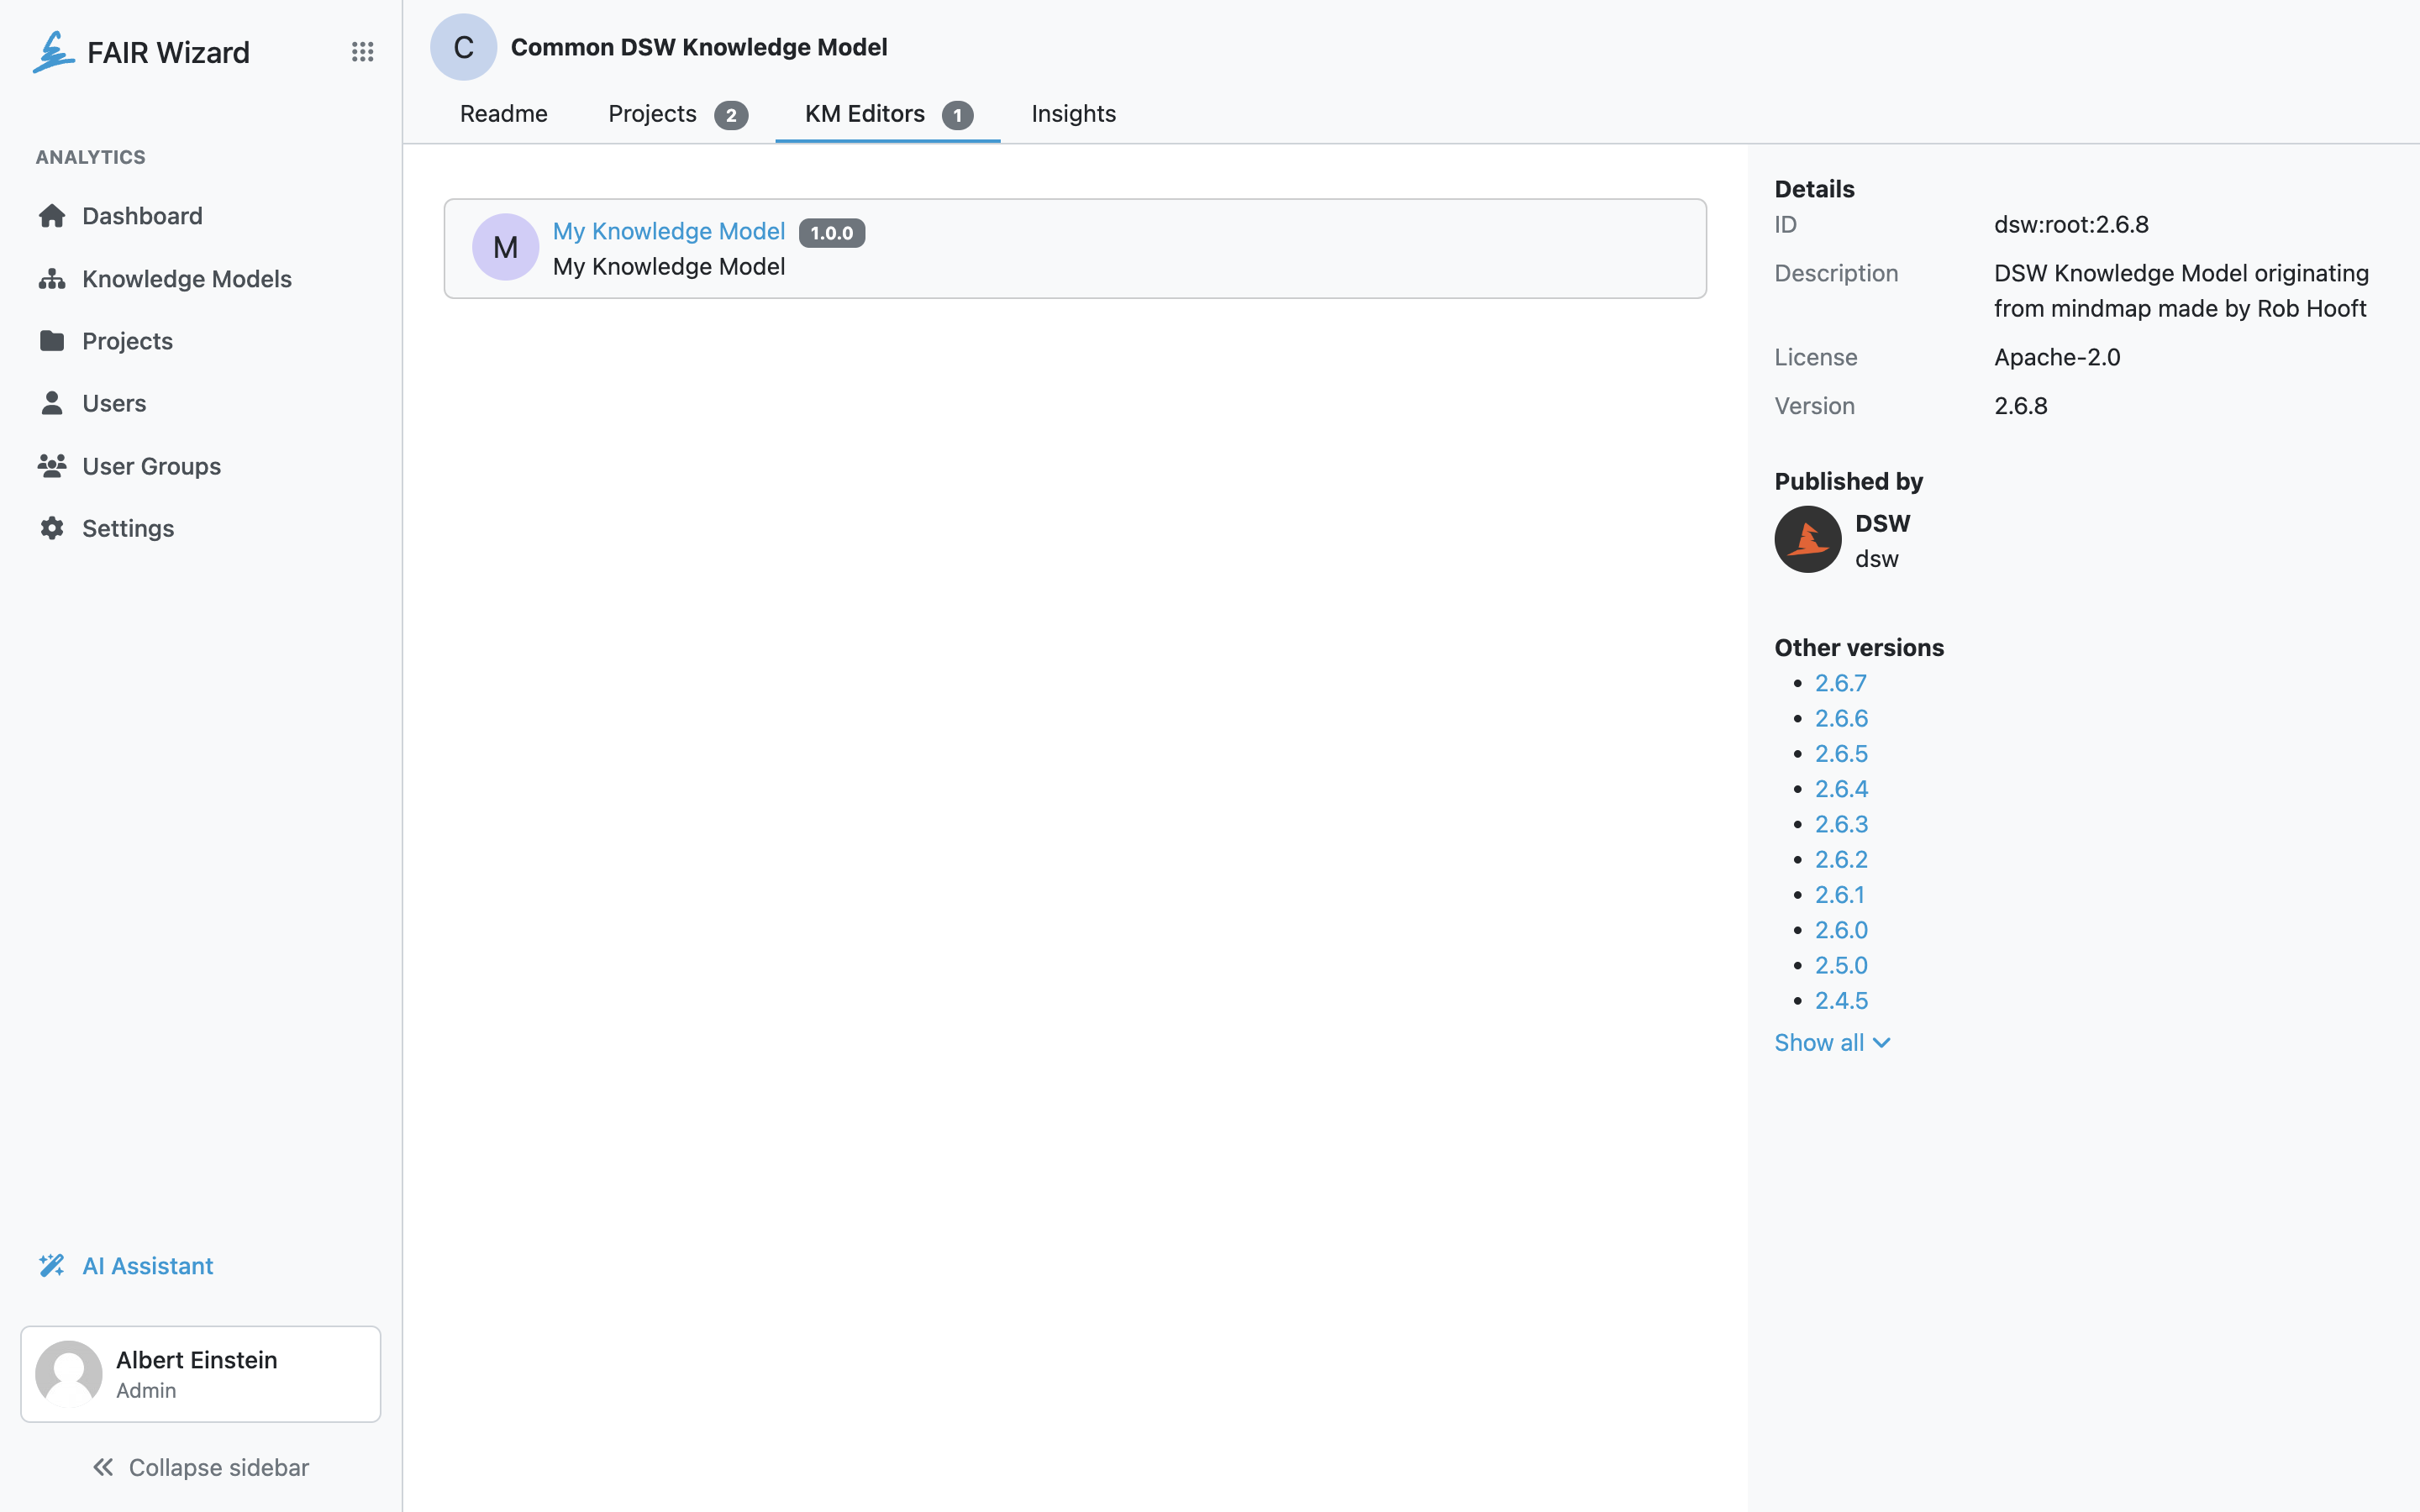 FAIR Wizard
ANALYTICS
Dashboard
Knowledge Models
Projects
Users
User Groups
Settings
AI Assistant
Albert Einstein
Admin
Collapse sidebar
C
Common DSW Knowledge Model
Readme
Projects 2
KM Editors 1
Insights
M
My Knowledge Model 1.0.0
My Knowledge Model
Details
ID dsw:root:2.6.8
Description DSW Knowledge Model originating
from mindmap made by Rob Hooft
License Apache-2.0
Version 2.6.8
Published by
DSW
dsw
Other versions
2.6.7
2.6.6
2.6.5
2.6.4
2.6.3
2.6.2
2.6.1
2.6.0
2.5.0
2.4.5
Show all